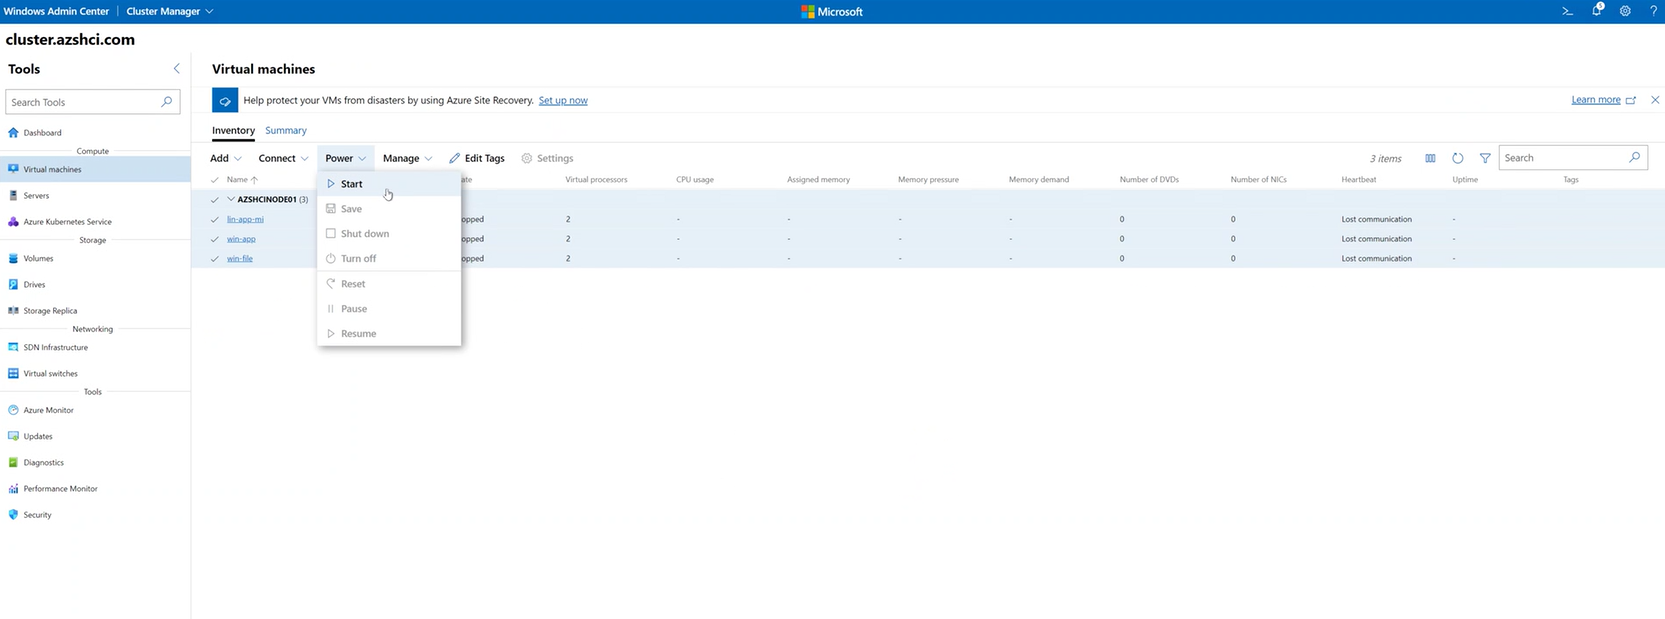 Windows Admin Center | Cluster Manager
Microsoft
5
?
cluster.azshci.com
Tools
Search Tools
Dashboard
Compute
Virtual machines
Servers
Azure Kubernetes Service
Storage
Volumes
Drives
Storage Replica
Networking
SDN Infrastructure
Virtual switches
Tools
Azure Monitor
Updates
Diagnostics
Performance Monitor
Security
Virtual machines
Help protect your VMs from disasters by using Azure Site Recovery. Set up now
Learn more
Inventory Summary
Add Connect Power Manage Edit Tags Settings
3 items
Search
Name ate Virtual processors CPU usage Assigned memory Memory pressure Memory demand Number of DVDs Number of NICs Heartbeat Uptime Tags
AZSHCINODE01 (3)
lin-app-mi opped 2 - - - - 0 0 Lost communication -
win-app opped 2 - - - - 0 0 Lost communication -
win-file opped 2 - - - - 0 0 Lost communication -
Start
Save
Shut down
Turn off
Reset
Pause
Resume